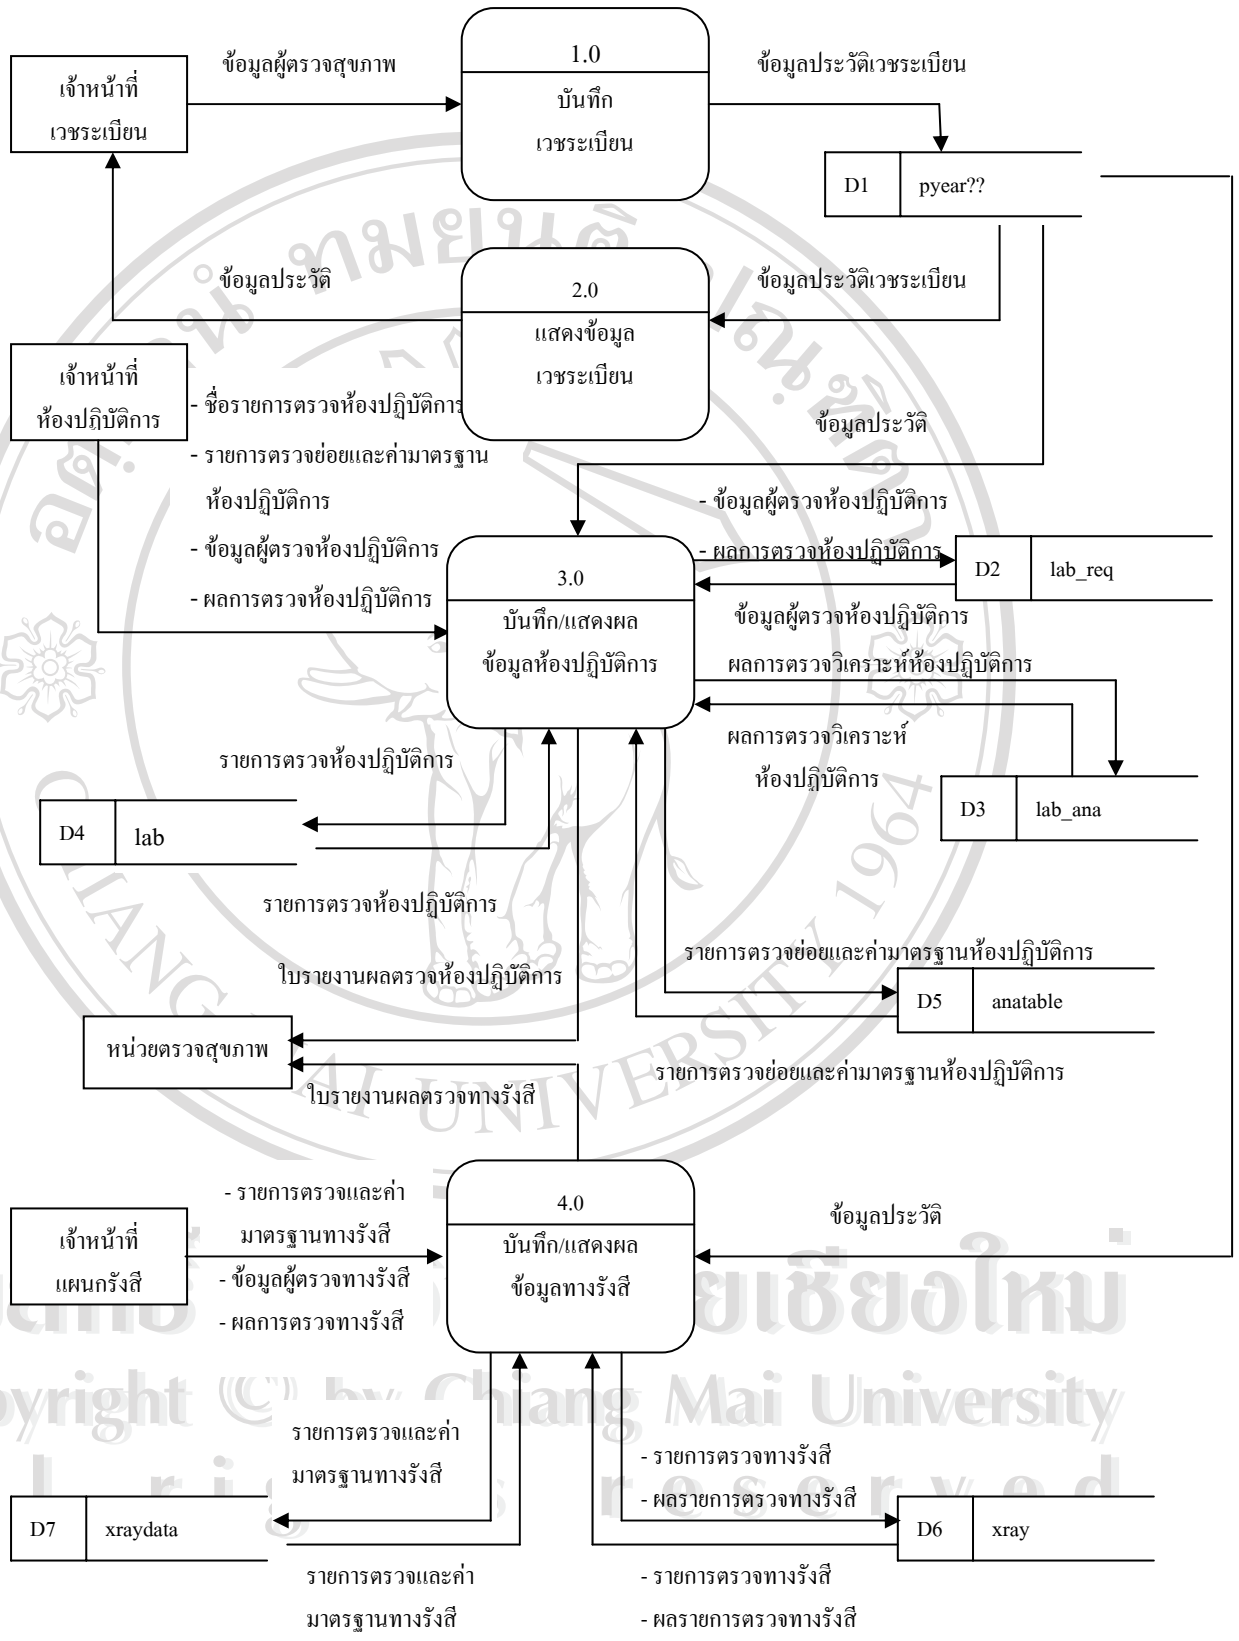 1.0
ข้อมูลผู้ตรวจสุขภาพ
ข้อมูลประวัติเวชระเบียน
เจ้าหน้าที่
เวชระเบียน
บันทึก
เวชระเบียน
D1
pyear??
ข้อมูลประวัติ
2.0
ข้อมูลประวัติเวชระเบียน
แสดงข้อมูล
เวชระเบียน
เจ้าหน้าที่
ห้องปฏิบัติการ
- ชื่อรายการตรวจห้องปฏิบัติการ
- รายการตรวจย่อยและค่ามาตรฐาน
ห้องปฏิบัติการ
- ข้อมูลผู้ตรวจห้องปฏิบัติการ
- ผลการตรวจห้องปฏิบัติการ
ข้อมูลประวัติ
- ข้อมูลผู้ตรวจห้องปฏิบัติการ
- ผลการตรวจห้องปฏิบัติการ
3.0
บันทึก/แสดงผล
ข้อมูลห้องปฏิบัติการ
D2
lab_req
ข้อมูลผู้ตรวจห้องปฏิบัติการ
ผลการตรวจวิเคราะห์ห้องปฏิบัติการ
ผลการตรวจวิเคราะห์
ห้องปฏิบัติการ
D3
lab_ana
รายการตรวจห้องปฏิบัติการ
D4
lab
รายการตรวจห้องปฏิบัติการ
ใบรายงานผลตรวจห้องปฏิบัติการ
รายการตรวจย่อยและค่ามาตรฐานห้องปฏิบัติการ
D5
anatable
หน่วยตรวจสุขภาพ
รายการตรวจย่อยและค่ามาตรฐานห้องปฏิบัติการ
ใบรายงานผลตรวจทางรังสี
4.0
บันทึก/แสดงผล
ข้อมูลทางรังสี
ข้อมูลประวัติ
เจ้าหน้าที่
แผนกรังสี
- รายการตรวจและค่า
มาตรฐานทางรังสี
- ข้อมูลผู้ตรวจทางรังสี
- ผลการตรวจทางรังสี
รายการตรวจและค่า
มาตรฐานทางรังสี
- รายการตรวจทางรังสี
- ผลรายการตรวจทางรังสี
D7
xraydata
D6
xray
รายการตรวจและค่า
มาตรฐานทางรังสี
- รายการตรวจทางรังสี
- ผลรายการตรวจทางรังสี
UNIVERSITY 1964
by Chiang Mai University